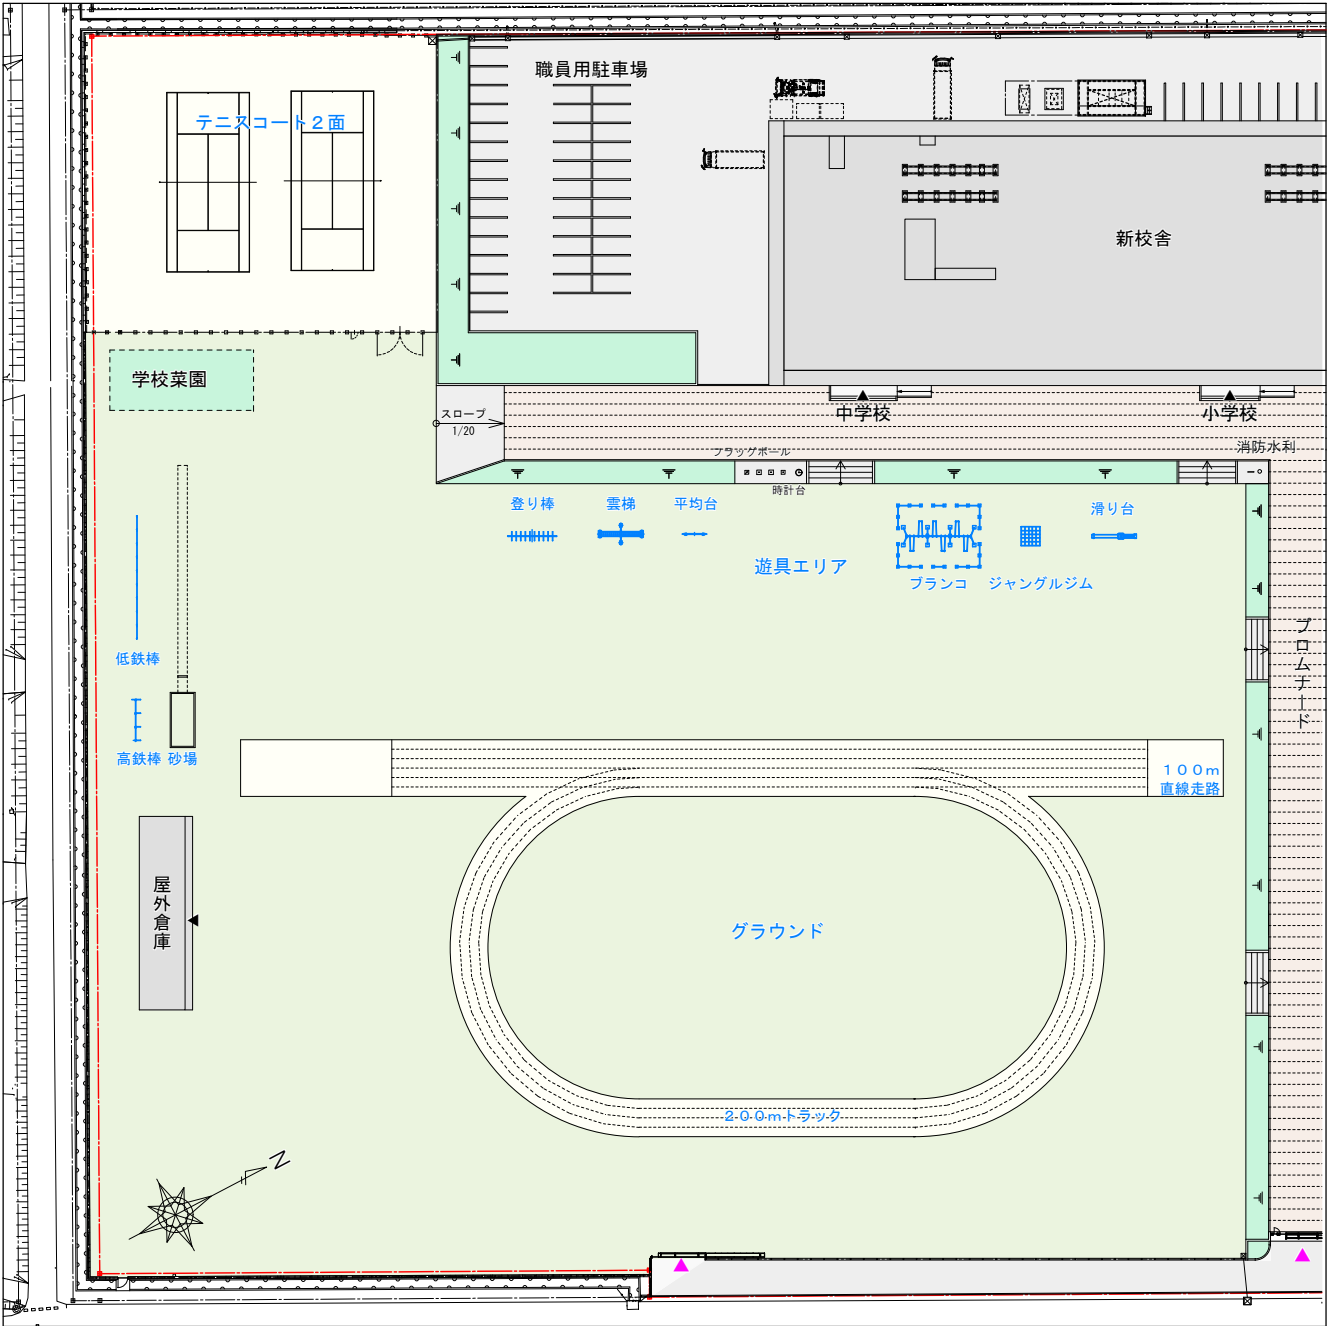 職員用駐車場
テニスコート２面
新校舎
学校菜園
スロープ
1/20
中学校
小学校
消防水利
フラッグポール
時計台
登り棒
雲梯
平均台
滑り台
遊具エリア
ブランコ
ジャングルジム
プロムナード
低鉄棒
高鉄棒
砂場
１００ｍ
直線走路
屋外倉庫
グラウンド
２００ｍトラック
N